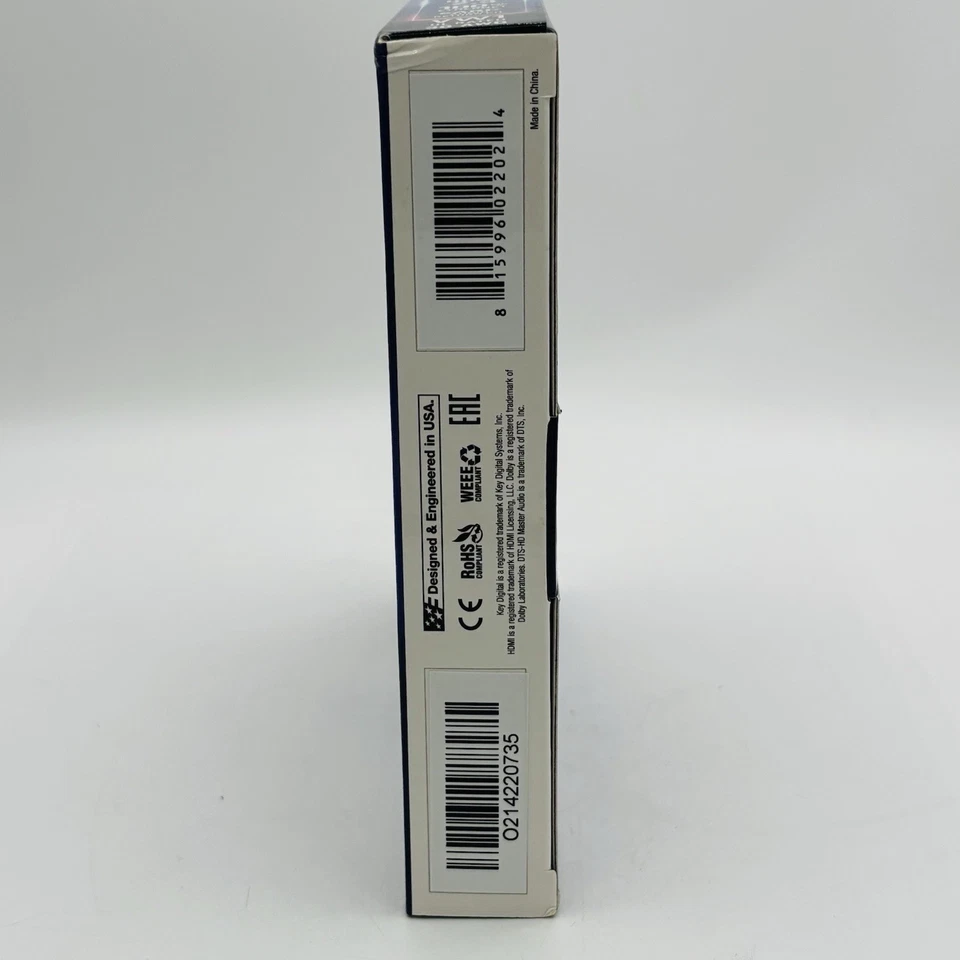 8 15996 02202 4
Made in China.
Designed & Engineered in USA.
CE RoHS COMPLIANT WEEE COMPLIANT EAC
Key Digital is a registered trademark of Key Digital Systems, Inc.
HDMI is a registered trademark of HDMI Licensing, LLC. Dolby is a registered trademark of
Dolby Laboratories. DTS-HD Master Audio is a trademark of DTS, Inc.
O214220735